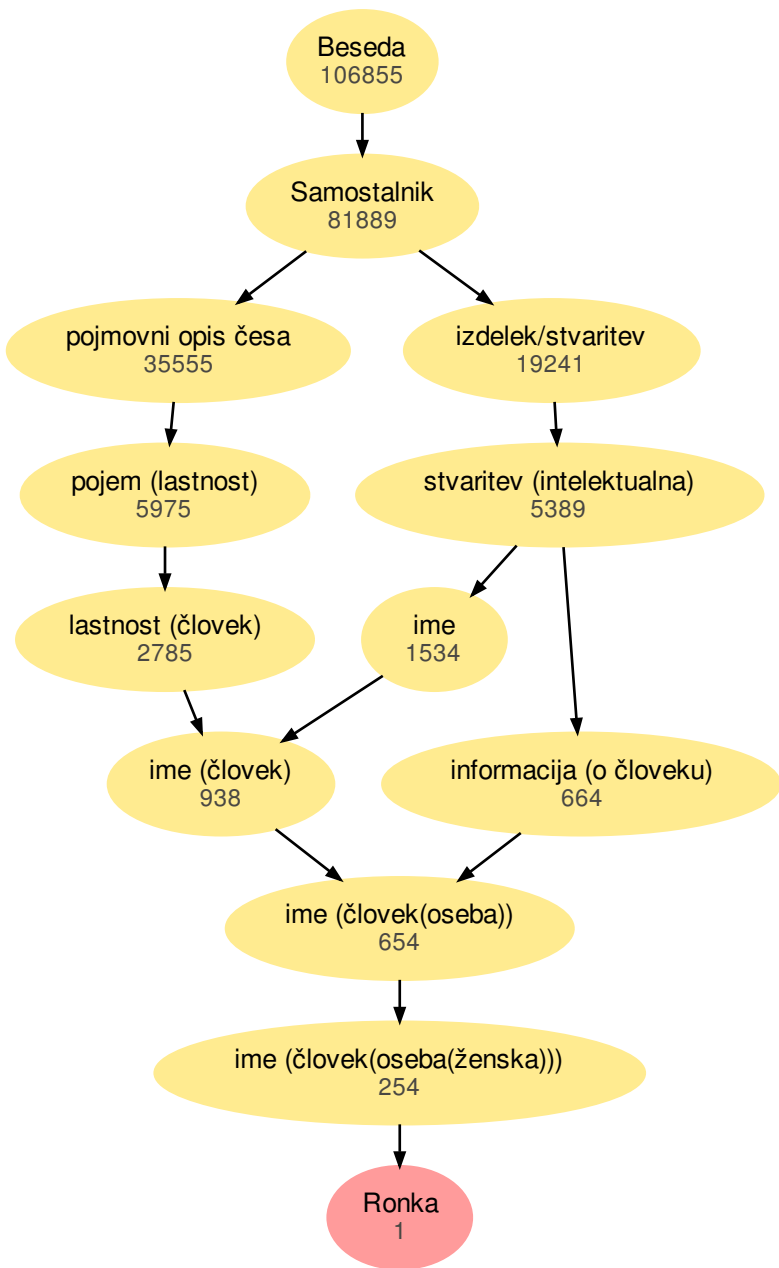 Beseda
106855
Samostalnik
81889
pojmovni opis česa
35555
izdelek/stvaritev
19241
pojem (lastnost)
5975
stvaritev (intelektualna)
5389
lastnost (človek)
2785
ime
1534
ime (človek)
938
informacija (o človeku)
664
ime (človek(oseba))
654
ime (človek(oseba(ženska)))
254
Ronka
1